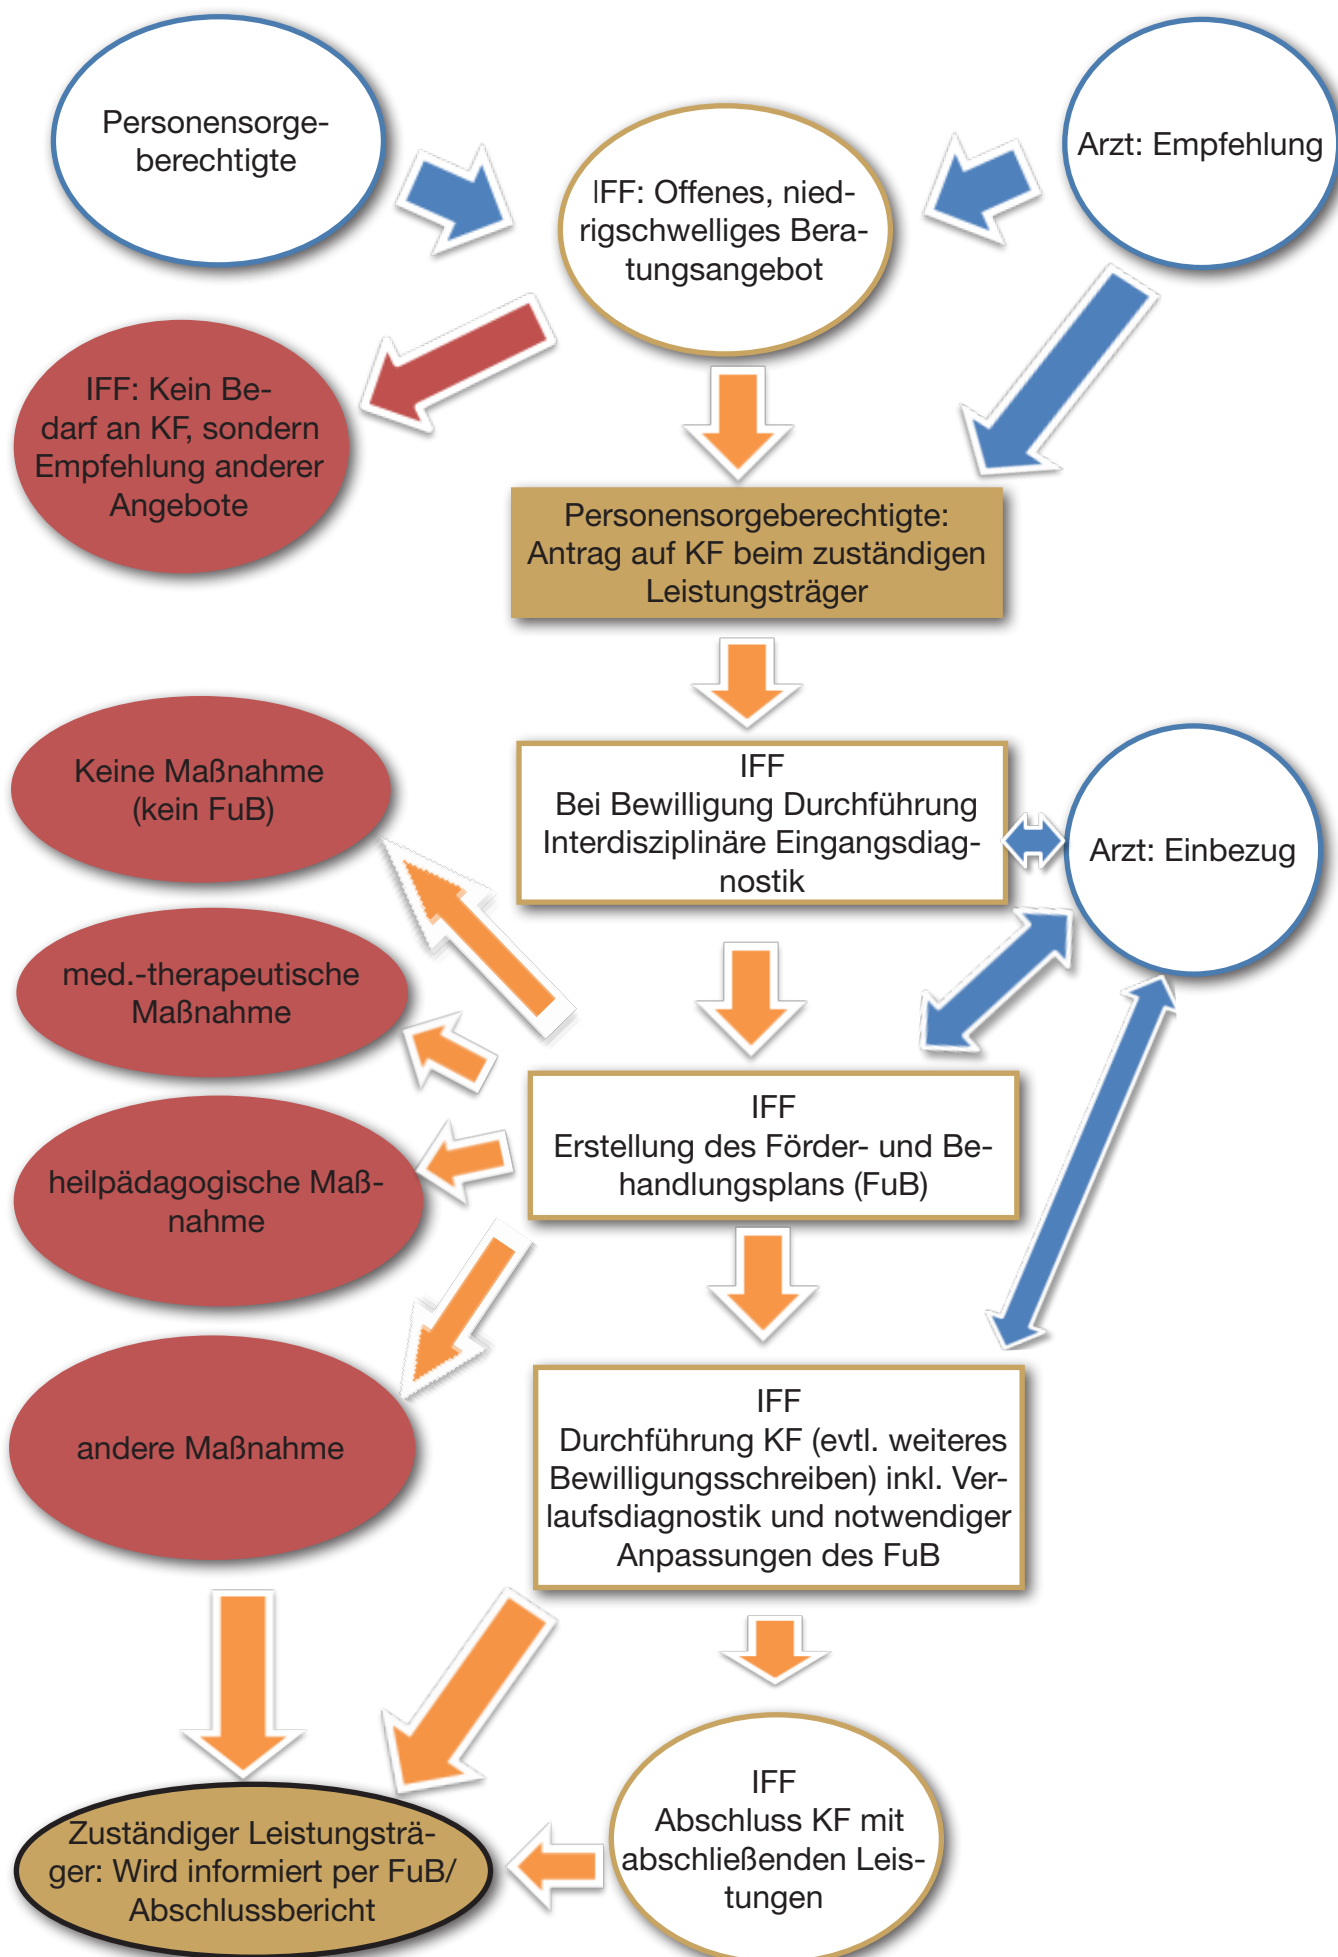 Personensorge-
berechtigte
Arzt: Empfehlung
IFF: Offenes, nied-
rigschwelliges Bera-
tungsangebot
IFF: Kein Be-
darf an KF, sondern
Empfehlung anderer
Angebote
Personensorgeberechtigte:
Antrag auf KF beim zuständigen
Leistungsträger
Keine Maßnahme
(kein FuB)
IFF
Bei Bewilligung Durchführung
Interdisziplinäre Eingangsdiag-
nostik
Arzt: Einbezug
med.-therapeutische
Maßnahme
IFF
Erstellung des Förder- und Be-
handlungsplans (FuB)
heilpädagogische Maß-
nahme
andere Maßnahme
IFF
Durchführung KF (evtl. weiteres
Bewilligungsschreiben) inkl. Ver-
laufsdiagnostik und notwendiger
Anpassungen des FuB
IFF
Abschluss KF mit
abschließenden Leis-
tungen
Zuständiger Leistungsträ-
ger: Wird informiert per FuB/
Abschlussbericht